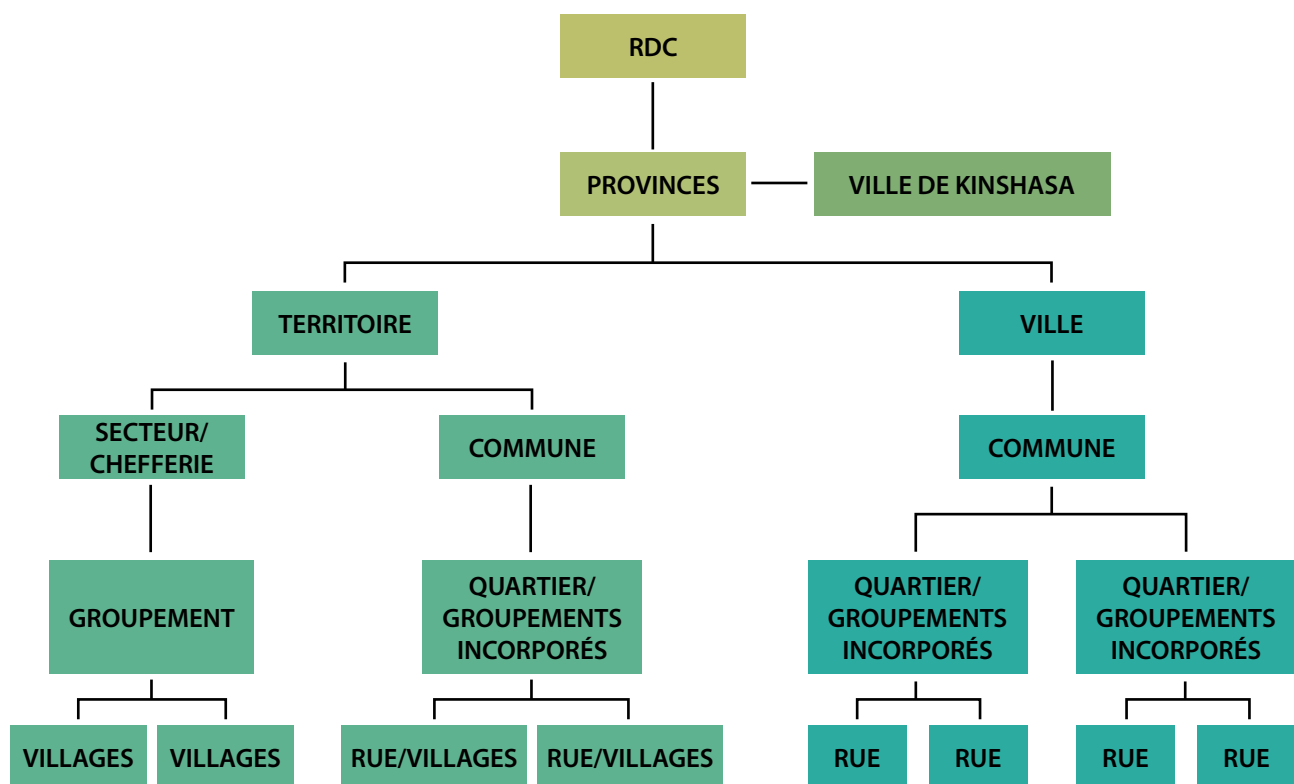 RDC
PROVINCES
VILLE DE KINSHASA
TERRITOIRE
VILLE
SECTEUR/
CHEFFERIE
COMMUNE
COMMUNE
GROUPEMENT
QUARTIER/
GROUPEMENTS
INCORPORÉS
QUARTIER/
GROUPEMENTS
INCORPORÉS
QUARTIER/
GROUPEMENTS
INCORPORÉS
VILLAGES
VILLAGES
RUE/VILLAGES
RUE/VILLAGES
RUE
RUE
RUE
RUE